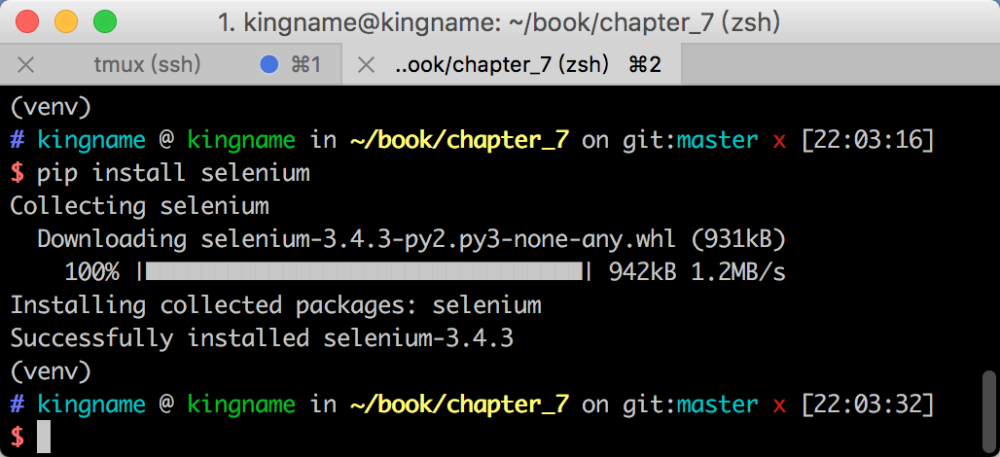 1. kingname@kingname: ~/book/chapter_7 (zsh)
tmux (ssh) ⌘1 ..ook/chapter_7 (zsh) ⌘2
(venv)
# kingname @ kingname in ~/book/chapter_7 on git:master x [22:03:16]
$ pip install selenium
Collecting selenium
  Downloading selenium-3.4.3-py2.py3-none-any.whl (931kB)
    100% |████████████████████████████████| 942kB 1.2MB/s
Installing collected packages: selenium
Successfully installed selenium-3.4.3
(venv)
# kingname @ kingname in ~/book/chapter_7 on git:master x [22:03:32]
$